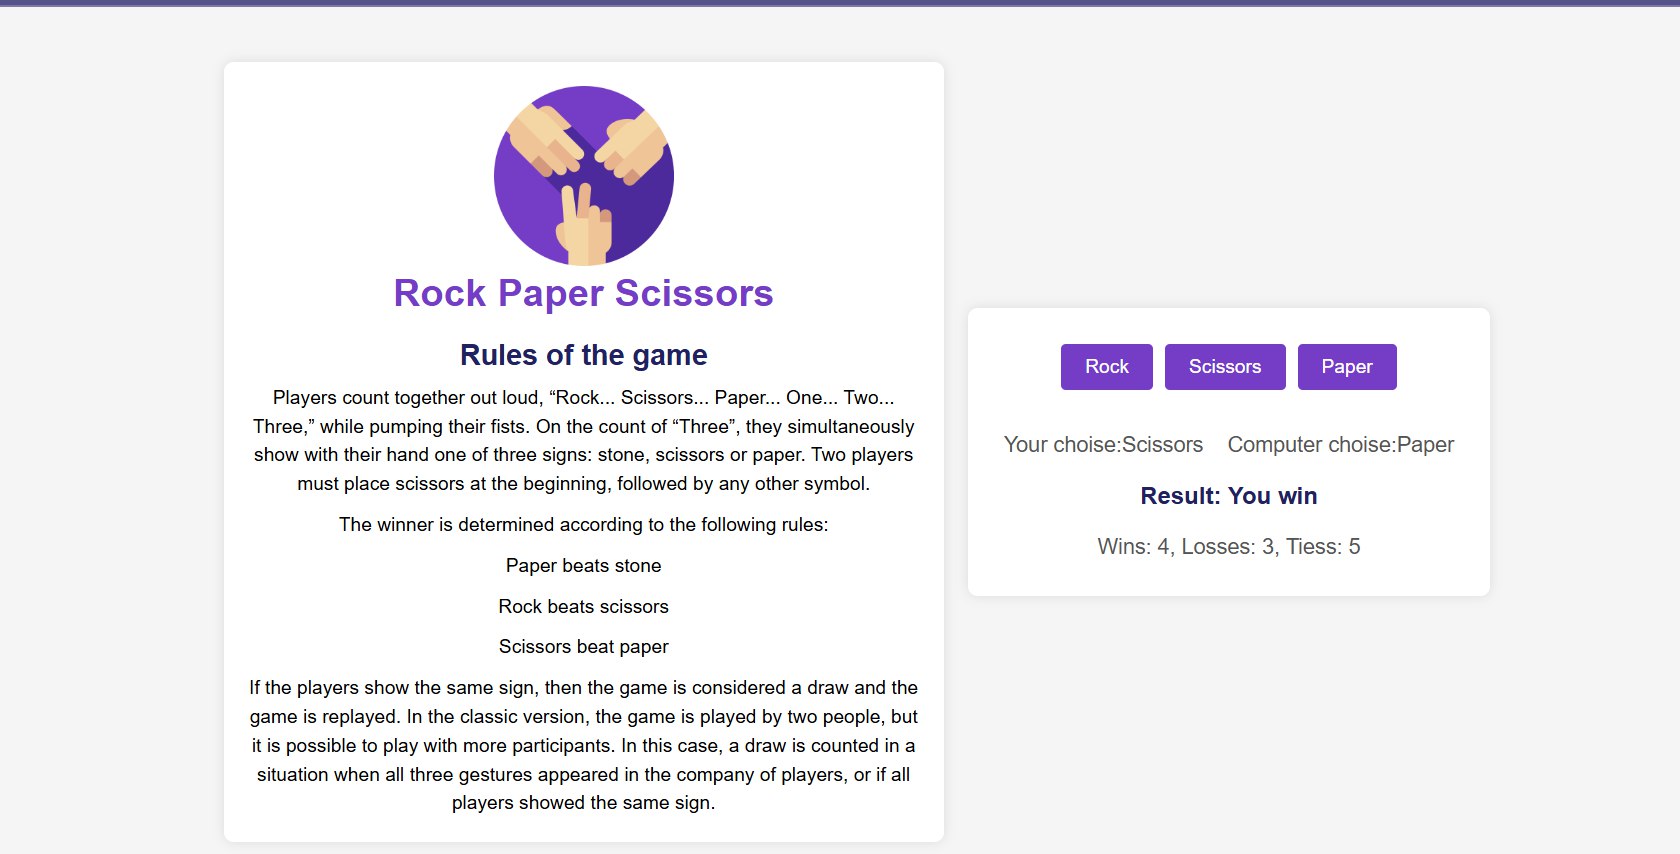 Rock Paper Scissors
Rules of the game
Players count together out loud, “Rock... Scissors... Paper... One... Two...
Three,” while pumping their fists. On the count of “Three”, they simultaneously
show with their hand one of three signs: stone, scissors or paper. Two players
must place scissors at the beginning, followed by any other symbol.
The winner is determined according to the following rules:
Paper beats stone
Rock beats scissors
Scissors beat paper
If the players show the same sign, then the game is considered a draw and the
game is replayed. In the classic version, the game is played by two people, but
it is possible to play with more participants. In this case, a draw is counted in a
situation when all three gestures appeared in the company of players, or if all
players showed the same sign.
Rock Scissors Paper
Your choise:Scissors Computer choise:Paper
Result: You win
Wins: 4, Losses: 3, Tiess: 5